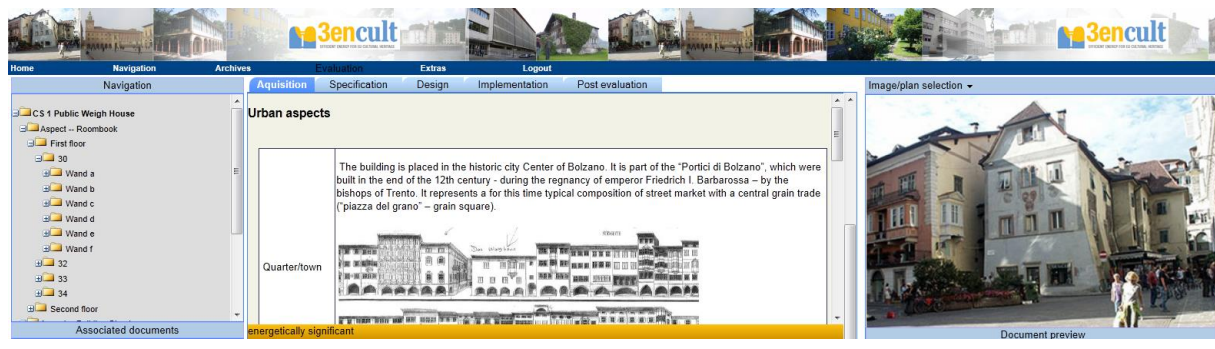 3encult
3encult
Home Navigation Archives Evaluation Extras Logout
Navigation
CS 1 Public Weigh House
Aspect -- Roombook
First floor
30
Wand a
Wand b
Wand c
Wand d
Wand e
Wand f
32
33
34
Second floor
Associated documents
Aquisition Specification Design Implementation Post evaluation
Urban aspects
Quarter/town
The building is placed in the historic city Center of Bolzano. It is part of the “Portici di Bolzano”, which were
built in the end of the 12th century - during the regnancy of emperor Friedrich I. Barbarossa – by the
bishops of Trento. It represents a for this time typical composition of street market with a central grain trade
(“piazza del grano” – grain square).
energetically significant
Image/plan selection
Document preview